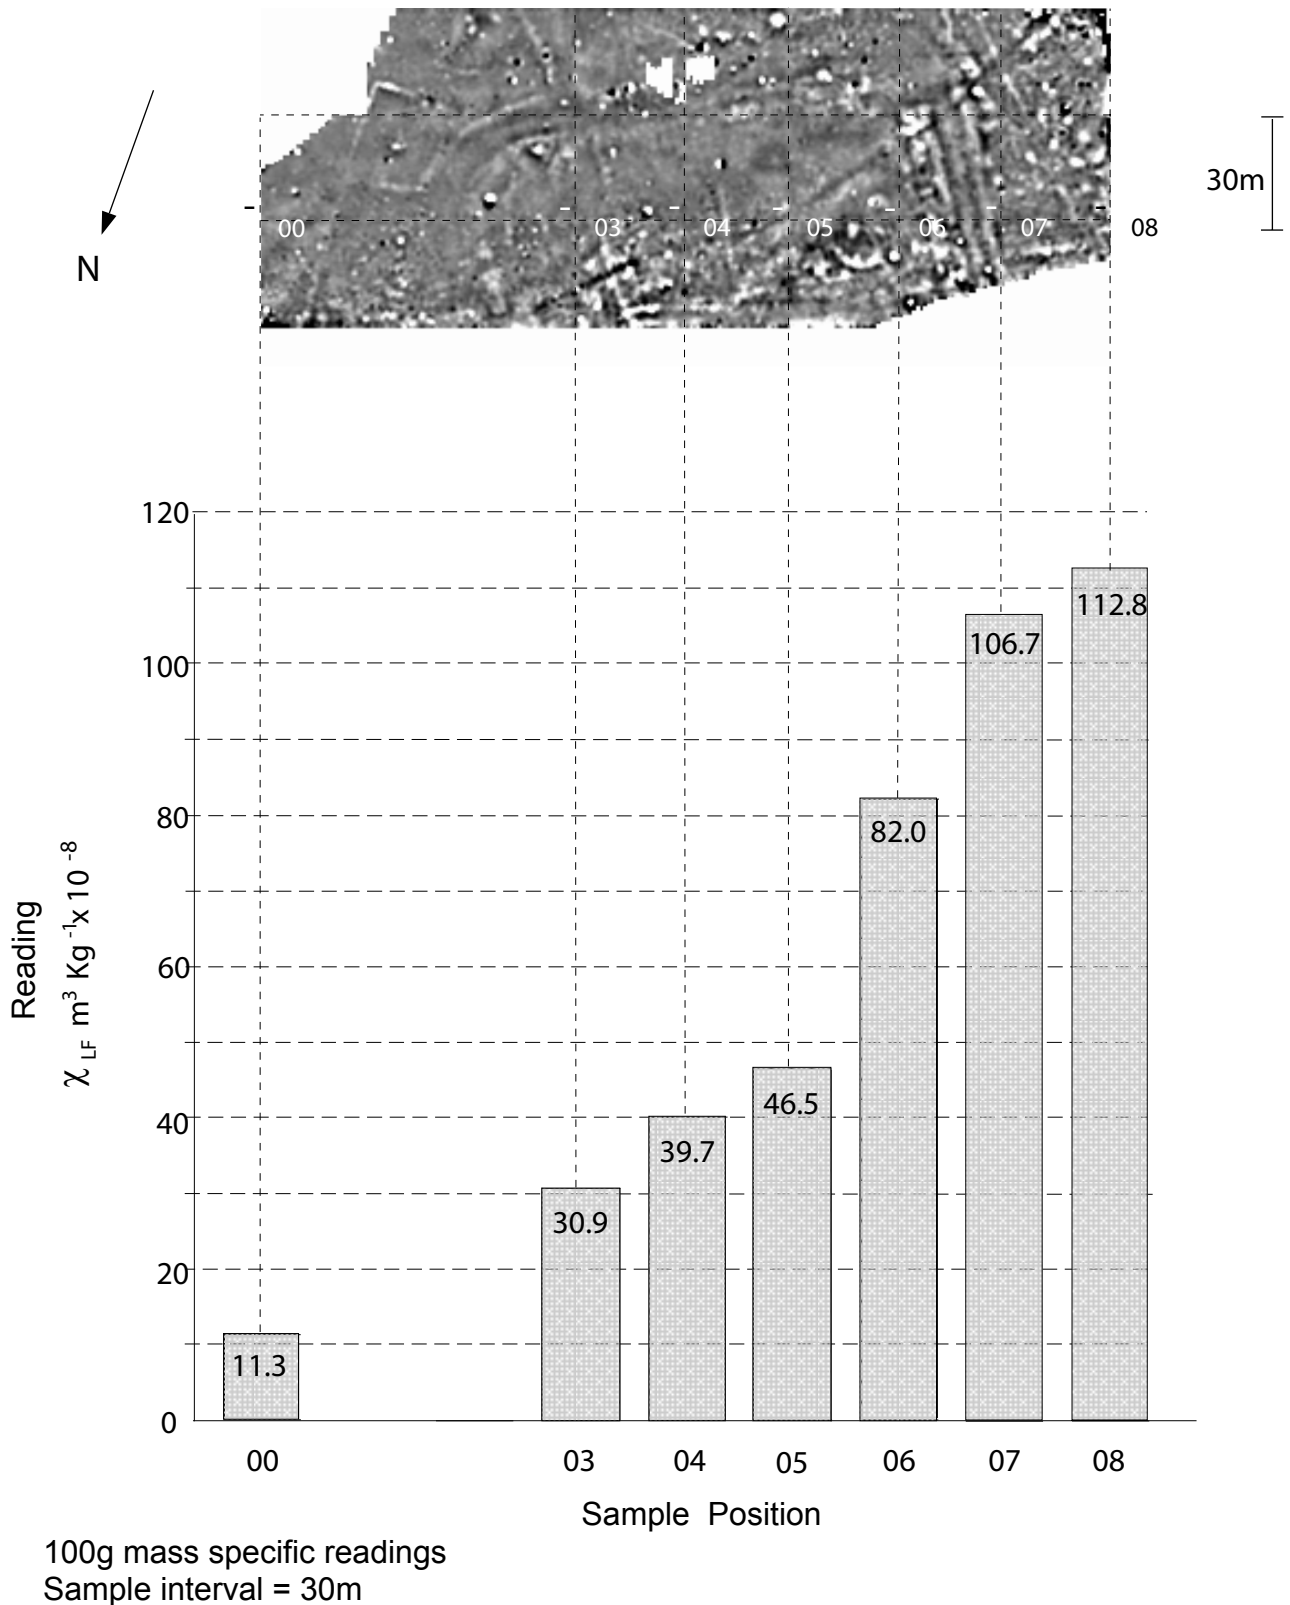 30m
N
00 03 04 05 06 07 08
120
100
80
60
40
20
0
Reading
χ LF m³ Kg⁻¹x 10 ⁻⁸
112.8
106.7
82.0
46.5
39.7
30.9
11.3
00 03 04 05 06 07 08
Sample Position
100g mass specific readings
Sample interval = 30m